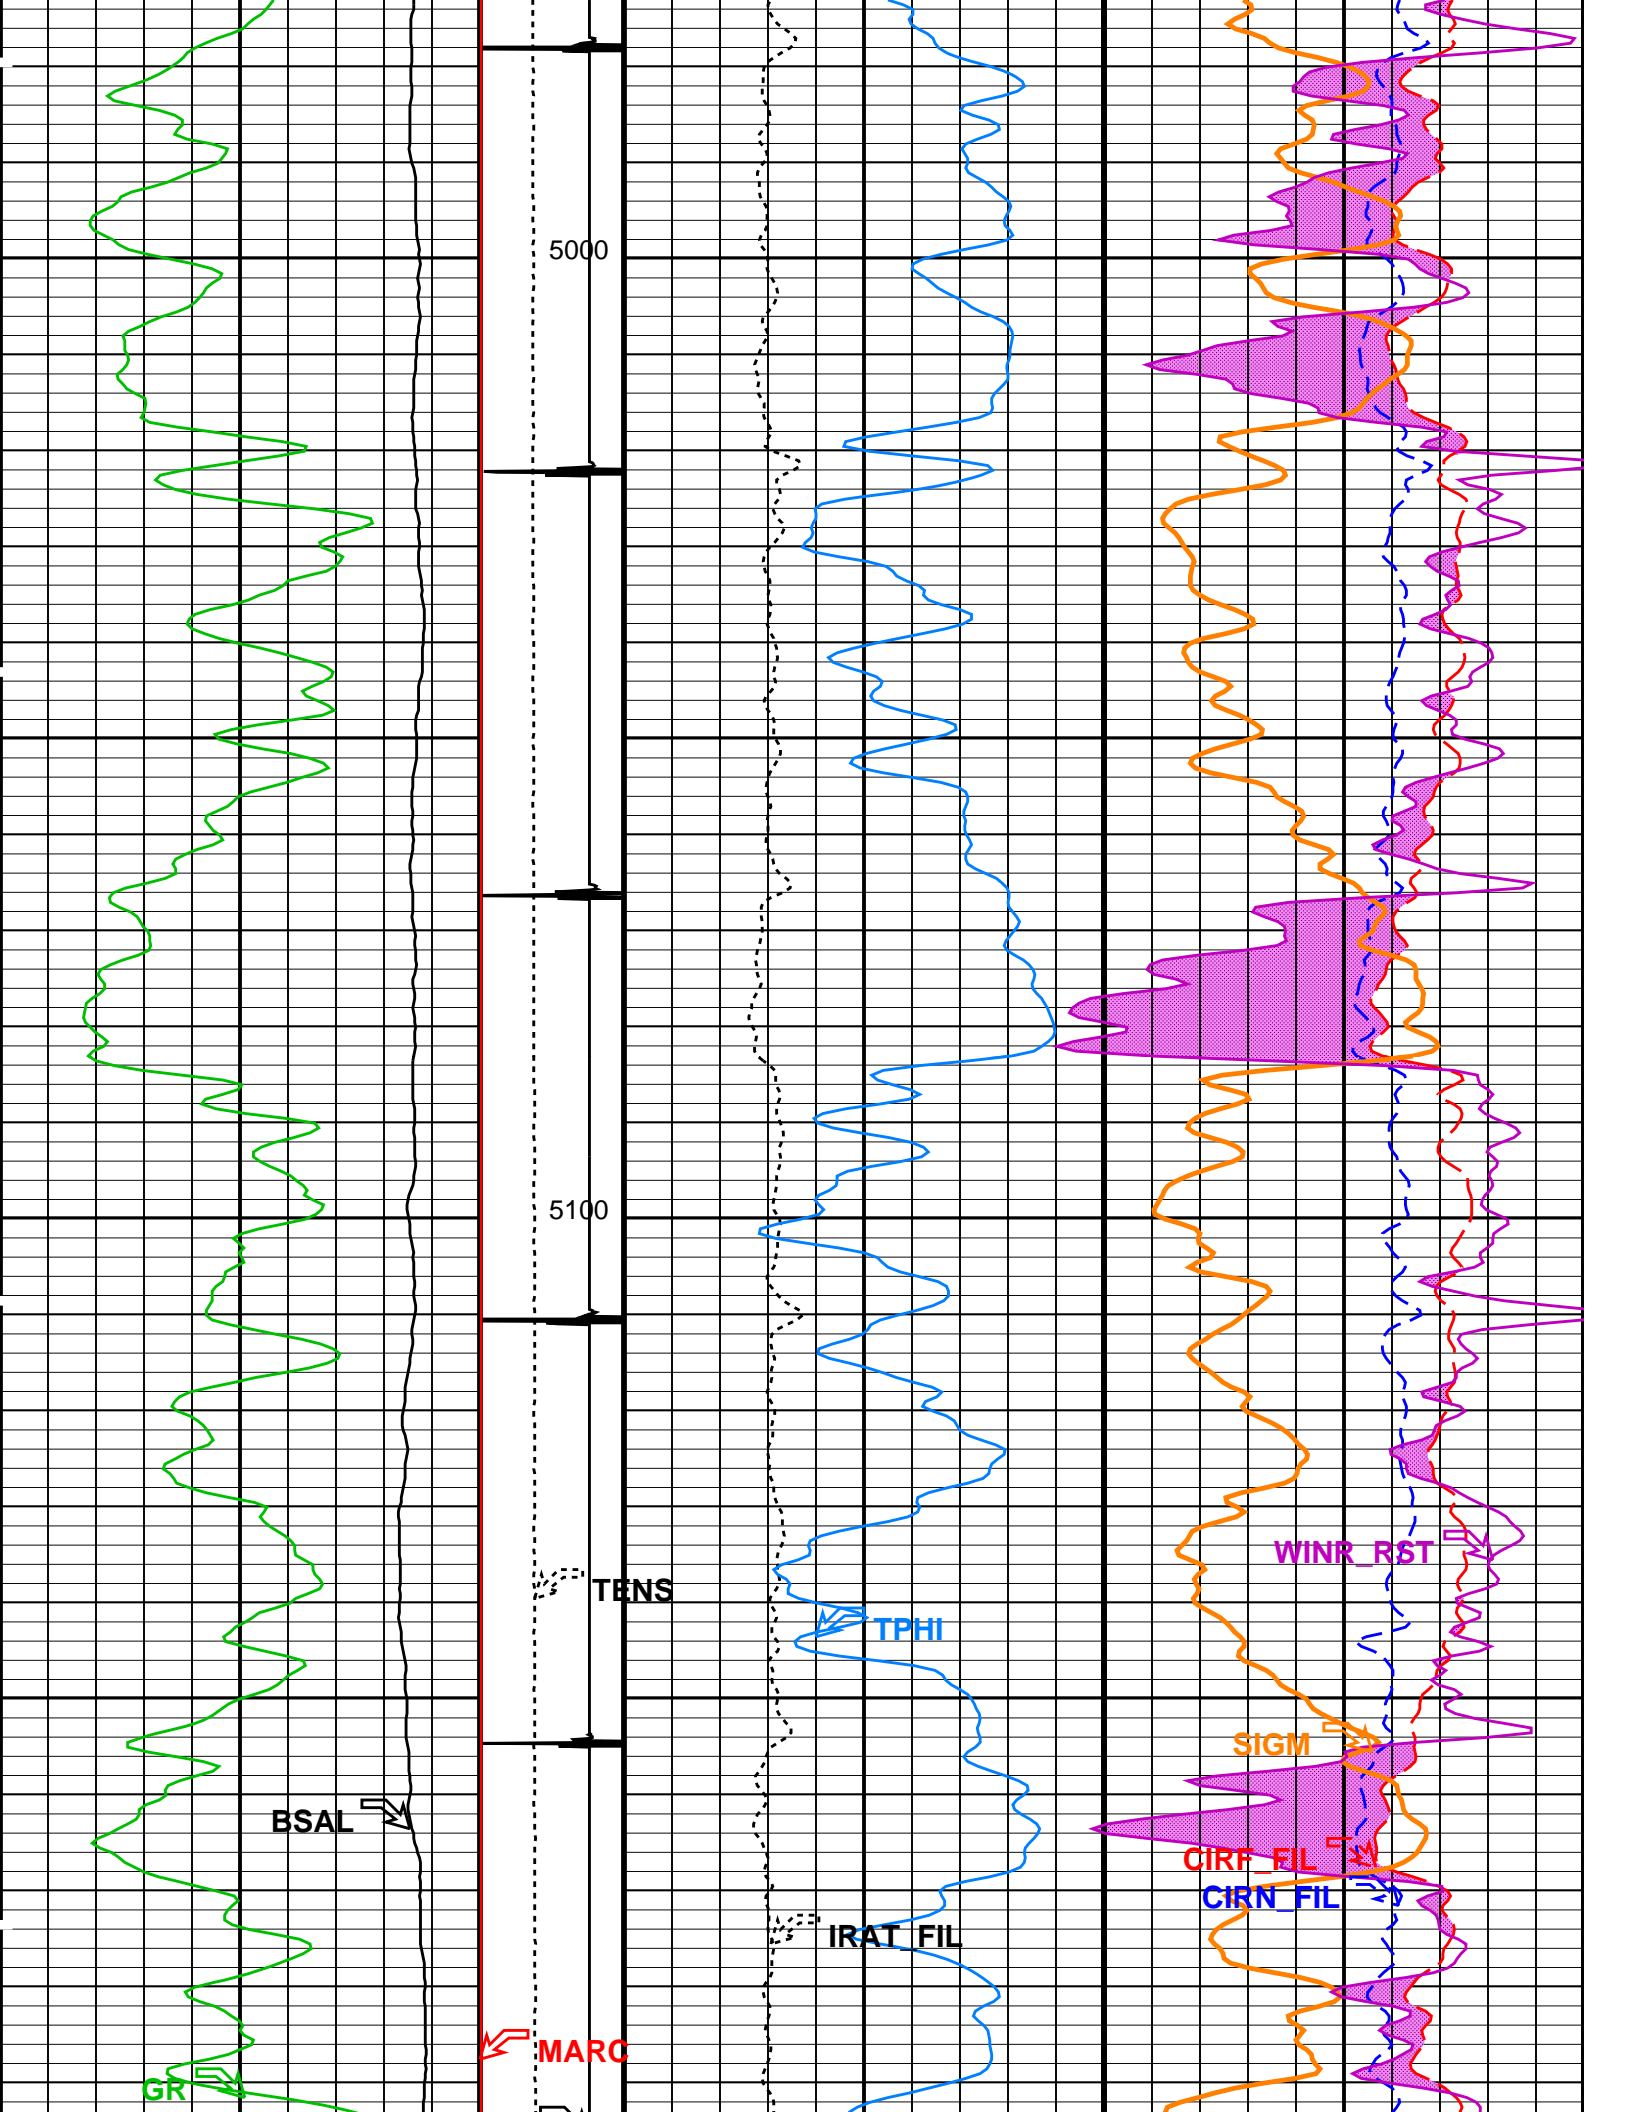 5000
5100
WINR_RST
TENS
TPHI
SIGM
BSAL
CIRF_FIL
CIRN_FIL
IRAT_FIL
MARC
GR